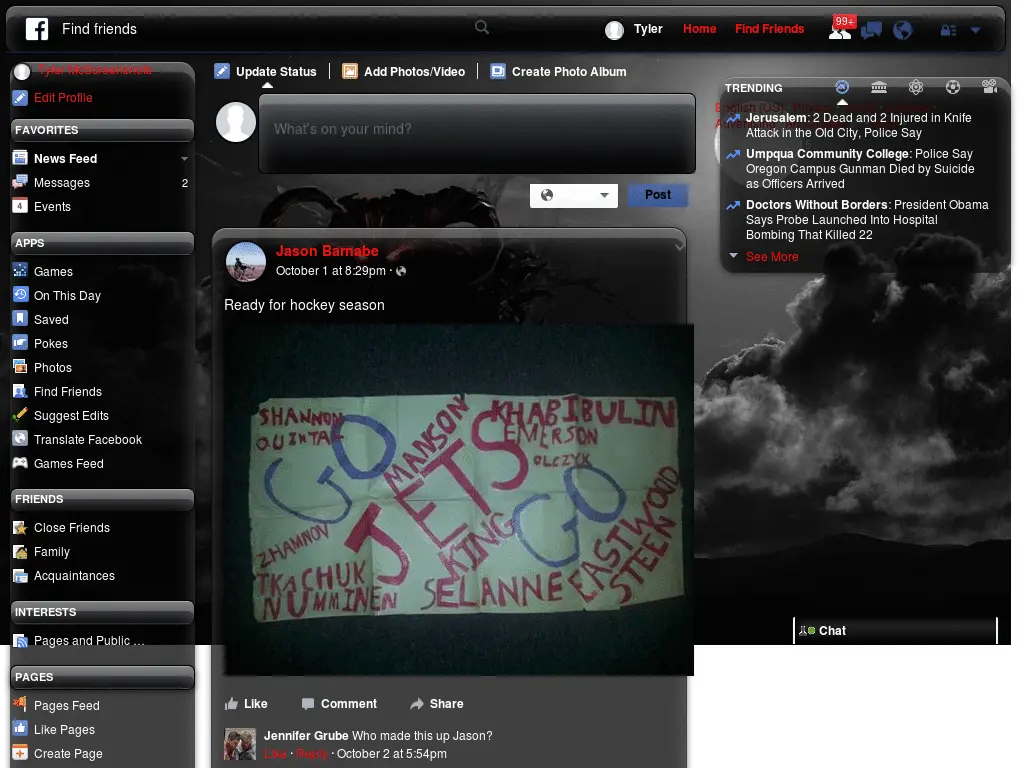 Find friends
Tyler
Home
Find Friends
99+
Tyler McScreenshots
Edit Profile
FAVORITES
News Feed
Messages 2
4
Events
APPS
Games
On This Day
Saved
Pokes
Photos
Find Friends
Suggest Edits
Translate Facebook
Games Feed
FRIENDS
Close Friends
Family
Acquaintances
INTERESTS
Pages and Public ...
PAGES
Pages Feed
Like Pages
Create Page
Update Status
Add Photos/Video
Create Photo Album
What's on your mind?
Post
Jason Barnabe
October 1 at 8:29pm ·
Ready for hockey season
SHANNON
QUINTAL
GO
MANSON
JETS
KHABIBULIN
EMERSON
OLCZYK
GO
ZHAMNOV
KING
EASTWOOD
STEEN
TKACHUK
NUMMINEN
SELANNE
Like
Comment
Share
Jennifer Grube Who made this up Jason?
Like · Reply · October 2 at 5:54pm
TRENDING
English (US) · Privacy
Jerusalem: 2 Dead and 2 Injured in Knife
Attack in the Old City, Police Say
Umpqua Community College: Police Say
Oregon Campus Gunman Died by Suicide
as Officers Arrived
Doctors Without Borders: President Obama
Says Probe Launched Into Hospital
Bombing That Killed 22
See More
Chat